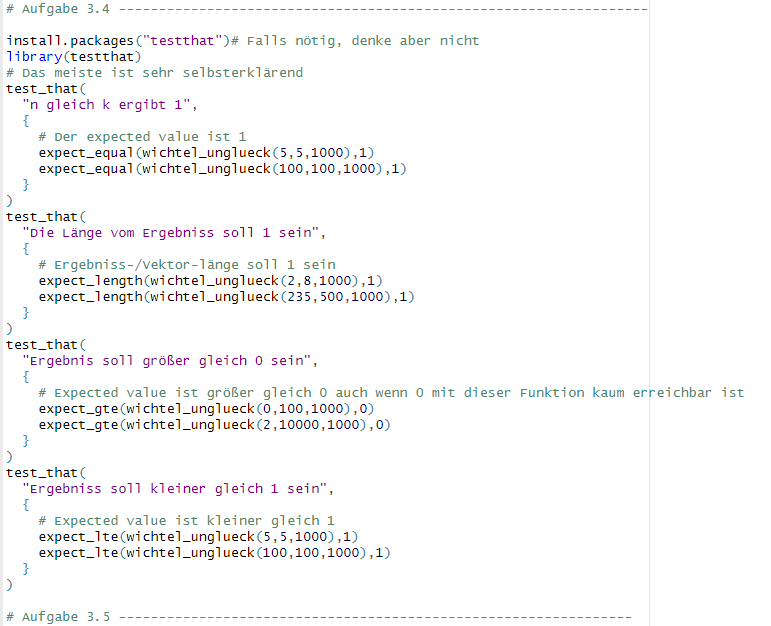 # Aufgabe 3.4 ------------------------------------------------------------------
install.packages("testthat")# Falls nötig, denke aber nicht
library(testthat)
# Das meiste ist sehr selbsterklärend
test_that(
  "n gleich k ergibt 1",
  {
    # Der expected value ist 1
    expect_equal(wichtel_unglueck(5,5,1000),1)
    expect_equal(wichtel_unglueck(100,100,1000),1)
  }
)
test_that(
  "Die Länge vom Ergebniss soll 1 sein",
  {
    # Ergebniss-/Vektor-länge soll 1 sein
    expect_length(wichtel_unglueck(2,8,1000),1)
    expect_length(wichtel_unglueck(235,500,1000),1)
  }
)
test_that(
  "Ergebnis soll größer gleich 0 sein",
  {
    # Expected value ist größer gleich 0 auch wenn 0 mit dieser Funktion kaum erreichbar ist
    expect_gte(wichtel_unglueck(0,100,1000),0)
    expect_gte(wichtel_unglueck(2,10000,1000),0)
  }
)
test_that(
  "Ergebniss soll kleiner gleich 1 sein",
  {
    # Expected value ist kleiner gleich 1
    expect_lte(wichtel_unglueck(5,5,1000),1)
    expect_lte(wichtel_unglueck(100,100,1000),1)
  }
)
# Aufgabe 3.5 ----------------------------------------------------------------